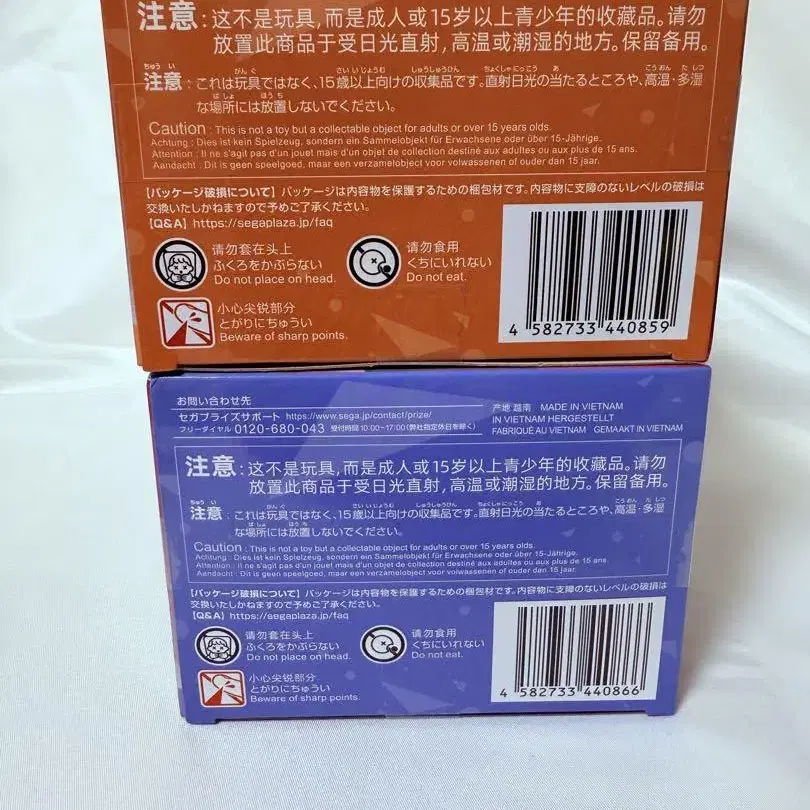 注意：这不是玩具，而是成人或15岁以上青少年的收藏品。请勿
放置此商品于受日光直射，高温或潮湿的地方。保留备用。
注意：これは玩具ではなく、15歳以上向けの収集品です。直射日光の当たるところや、高温・多湿
な場所には放置しないでください。
Caution : This is not a toy but a collectable object for adults or over 15 years olds.
Achtung : Dies ist kein Spielzeug, sondern ein Sammelobjekt für Erwachsene oder über 15-Jährige.
Attention : Il ne s'agit pas d'un jouet mais d'un objet de collection destiné aux adultes ou aux plus de 15 ans.
Aandacht : Dit is geen speelgoed, maar een verzamelobject voor volwassenen of ouder dan 15 jaar.
【パッケージ破損について】パッケージは内容物を保護するための梱包材です。内容物に支障のないレベルの破損は
交換いたしかねますので予めご了承ください。
【Q&A】https://segaplaza.jp/faq
请勿套在头上
ふくろをかぶらない
Do not place on head.
请勿食用
くちにいれない
Do not eat.
小心尖锐部分
とがりにちゅうい
Beware of sharp points.
4 582733 440859
お問い合わせ先
セガプライズサポート https://www.sega.jp/contact/prize/
フリーダイヤル 0120-680-043 受付時間 10:00~17:00(弊社指定休日を除く)
产地 越南 MADE IN VIETNAM
IN VIETNAM HERGESTELLT
FABRIQUÉ AU VIETNAM GEMAAKT IN VIETNAM
注意：这不是玩具，而是成人或15岁以上青少年的收藏品。请勿
放置此商品于受日光直射，高温或潮湿的地方。保留备用。
注意：これは玩具ではなく、15歳以上向けの収集品です。直射日光の当たるところや、高温・多湿
な場所には放置しないでください。
Caution : This is not a toy but a collectable object for adults or over 15 years olds.
Achtung : Dies ist kein Spielzeug, sondern ein Sammelobjekt für Erwachsene oder über 15-Jährige.
Attention : Il ne s'agit pas d'un jouet mais d'un objet de collection destiné aux adultes ou aux plus de 15 ans.
Aandacht : Dit is geen speelgoed, maar een verzamelobject voor volwassenen of ouder dan 15 jaar.
【パッケージ破損について】パッケージは内容物を保護するための梱包材です。内容物に支障のないレベルの破損は
交換いたしかねますので予めご了承ください。
【Q&A】https://segaplaza.jp/faq
请勿套在头上
ふくろをかぶらない
Do not place on head.
请勿食用
くちにいれない
Do not eat.
小心尖锐部分
とがりにちゅうい
Beware of sharp points.
4 582733 440866